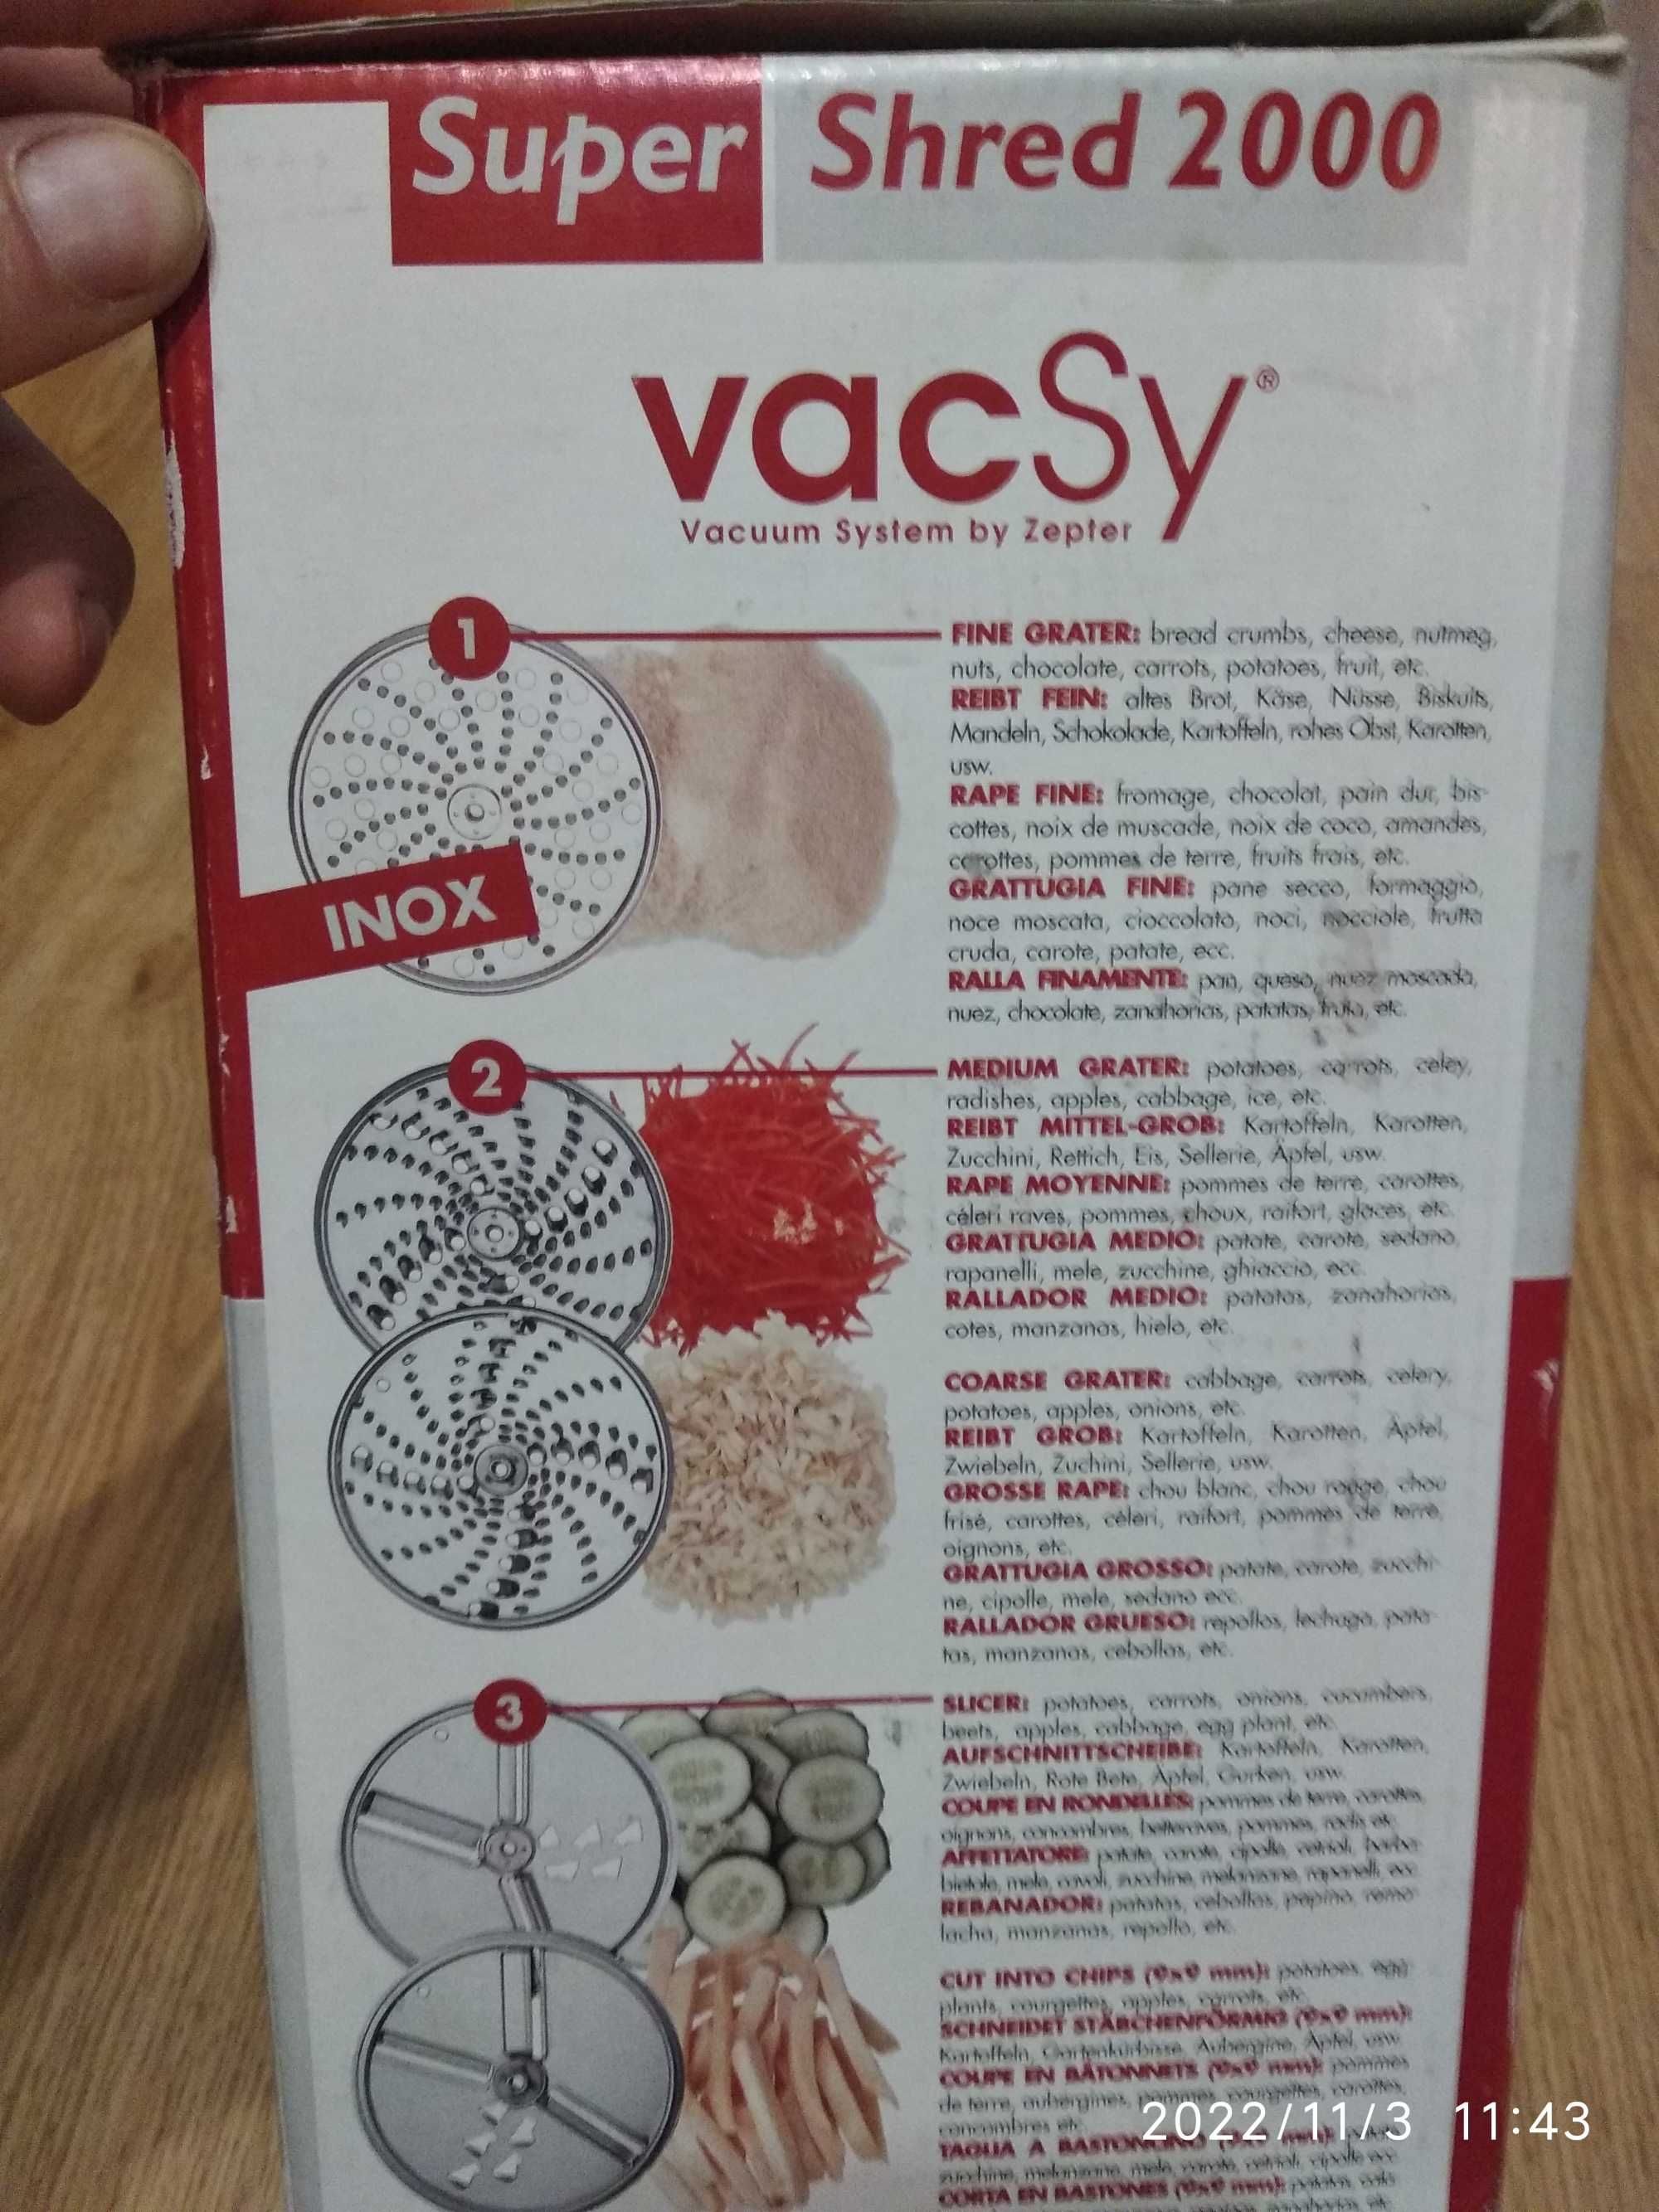 Super Shred 2000
vacSy®
Vacuum System by Zepter
1
FINE GRATER: bread crumbs, cheese, nutmeg,
nuts, chocolate, carrots, potatoes, fruit, etc.
REIBT FEIN: altes Brot, Käse, Nüsse, Biskuits,
Mandeln, Schokolade, Kartoffeln, rohes Obst, Karotten,
usw.
RAPE FINE: fromage, chocolat, pain dur, bis-
cottes, noix de muscade, noix de coco, amandes,
carottes, pommes de terre, fruits frais, etc.
GRATTUGIA FINE: pane secco, formaggio,
noce moscata, cioccolato, noci, nocciole, frutta
cruda, carote, patate, ecc.
RALLA FINAMENTE: pan, queso, nuez moscada,
nuez, chocolate, zanahorias, patatas, fruta, etc.
INOX
2
MEDIUM GRATER: potatoes, carrots, celey,
radishes, apples, cabbage, ice, etc.
REIBT MITTEL-GROB: Kartoffeln, Karotten,
Zucchini, Rettich, Eis, Sellerie, Äpfel, usw.
RAPE MOYENNE: pommes de terre, carottes,
céleri raves, pommes, choux, raifort, glaces, etc.
GRATTUGIA MEDIO: patate, carote, sedano,
rapanelli, mele, zucchine, ghiaccio, ecc.
RALLADOR MEDIO: patatas, zanahorias,
cotes, manzanas, hielo, etc.
COARSE GRATER: cabbage, carrots, celery,
potatoes, apples, onions, etc.
REIBT GROB: Kartoffeln, Karotten, Äpfel,
Zwiebeln, Zuchini, Sellerie, usw.
GROSSE RAPE: chou blanc, chou rouge, chou
frisé, carottes, céleri, raifort, pommes de terre,
oignons, etc.
GRATTUGIA GROSSO: patate, carote, zucchi-
ne, cipolle, mele, sedano ecc.
RALLADOR GRUESO: repollos, lechuga, pata-
tas, manzanas, cebollas, etc.
3
SLICER: potatoes, carrots, onions, cucumbers,
beets, apples, cabbage, egg plant, etc.
AUFSCHNITTSCHEIBE: Kartoffeln, Karotten,
Zwiebeln, Rote Bete, Äpfel, Gurken, usw.
COUPE EN RONDELLES: pommes de terre, carottes,
oignons, concombres, betteraves, pommes, radis etc.
AFFETTATORE: patate, carote, cipolle, cetrioli, barba-
bietole, mele, cavoli, zucchine, melanzane, rapanelli, ecc.
REBANADOR: patatas, cebollas, pepino, remo-
lacha, manzanas, repollo, etc.
CUT INTO CHIPS (9x9 mm): potatoes, egg
plants, courgettes, apples, carrots, etc.
SCHNEIDET STÄBCHENFÖRMIG (9x9 mm):
Kartoffeln, Gartenkürbisse, Aubergine, Äpfel, usw.
COUPE EN BÂTONNETS (9x9 mm): pommes
de terre, aubergines, pommes, courgettes, carottes,
concombres etc.
TAGLIA A BASTONCINO
zucchine, melanzane, mele, carote, cetrioli, cipolle ecc.
CORTA EN BASTONES (9x9 mm): patatas, cala-
2022/11/3 11:43